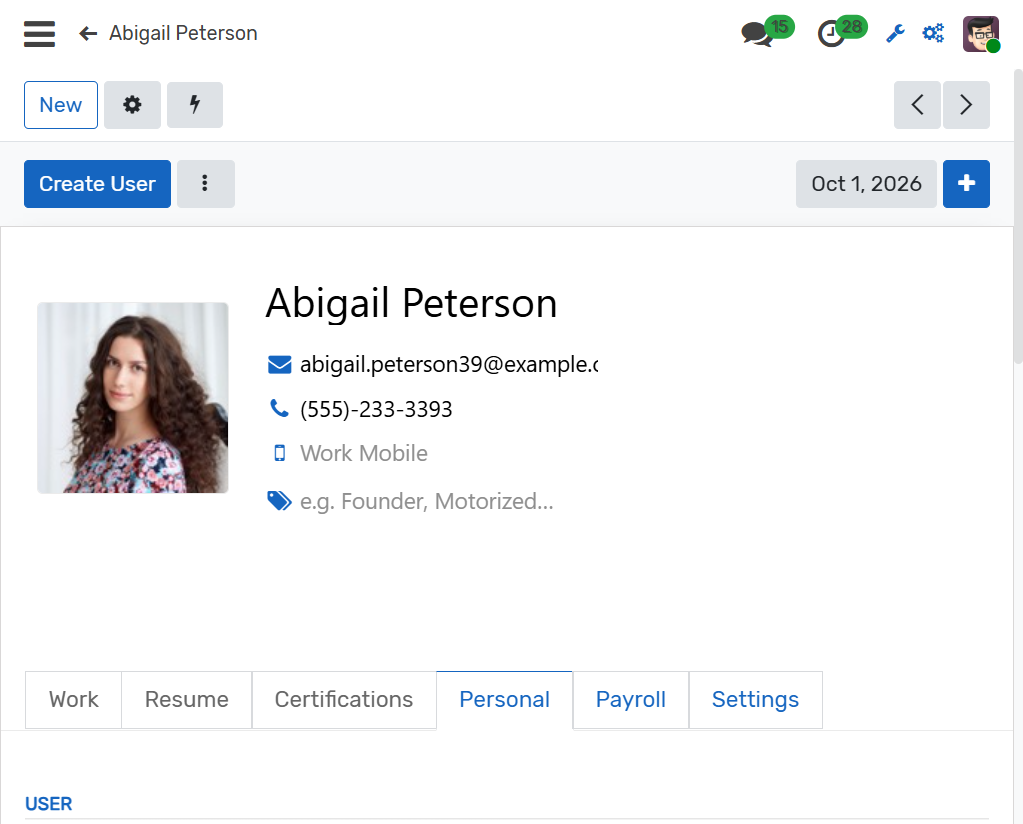 Abigail Peterson
15
28
New
Create User
Oct 1, 2026
Abigail Peterson
abigail.peterson39@example.c
(555)-233-3393
Work Mobile
e.g. Founder, Motorized...
Work Resume Certifications Personal Payroll Settings
USER